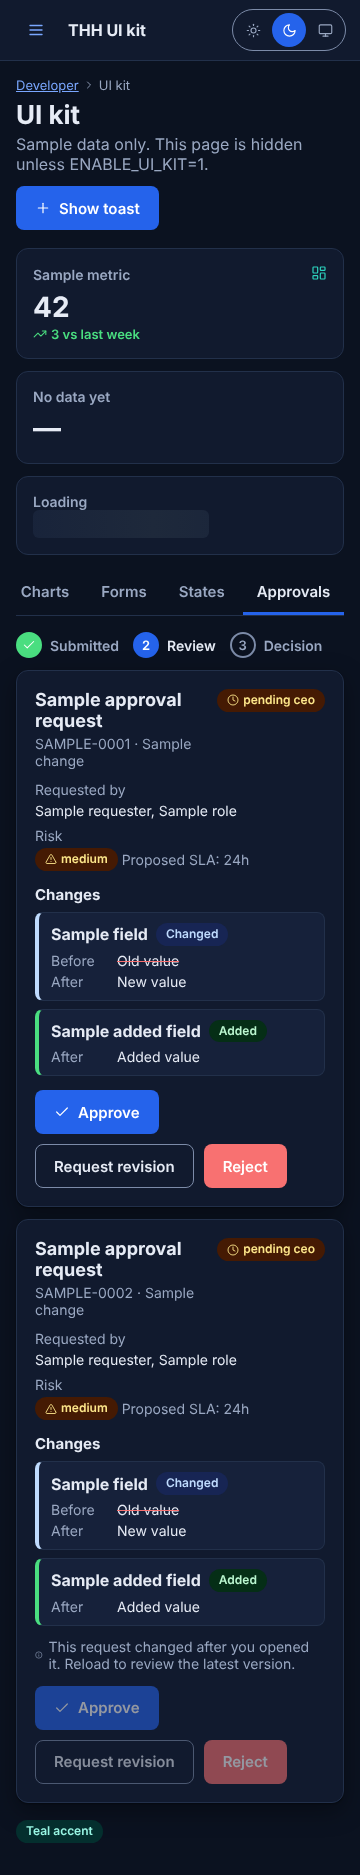 THH UI kit
Developer > UI kit
UI kit
Sample data only. This page is hidden
unless ENABLE_UI_KIT=1.
+ Show toast
Sample metric
42
3 vs last week
No data yet
—
Loading
Charts Forms States Approvals
Submitted 2 Review 3 Decision
Sample approval
request
pending ceo
SAMPLE-0001 · Sample
change
Requested by
Sample requester, Sample role
Risk
medium Proposed SLA: 24h
Changes
Sample field Changed
Before Old value
After New value
Sample added field Added
After Added value
Approve
Request revision Reject
Sample approval
request
pending ceo
SAMPLE-0002 · Sample
change
Requested by
Sample requester, Sample role
Risk
medium Proposed SLA: 24h
Changes
Sample field Changed
Before Old value
After New value
Sample added field Added
After Added value
This request changed after you opened
it. Reload to review the latest version.
Approve
Request revision Reject
Teal accent